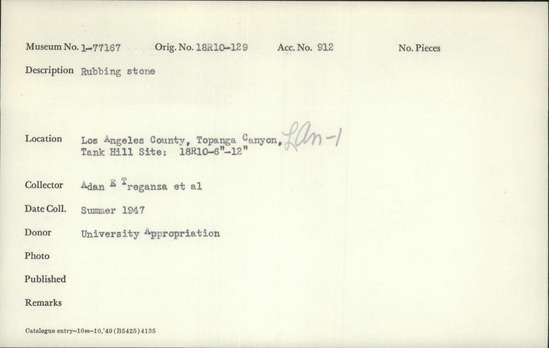 Museum No. 1-77167 Orig. No. 18R10-129 Acc. No. 912 No. Pieces
Description Rubbing stone
Location Los Angeles County, Topanga Canyon, LAn-1
Tank Hill Site: 18R10-6"-12"
Collector Adan E Treganza et al
Date Coll. Summer 1947
Donor University Appropriation
Photo
Published
Remarks
Catalogue entry-10m-10,'49 (B5425) 4135